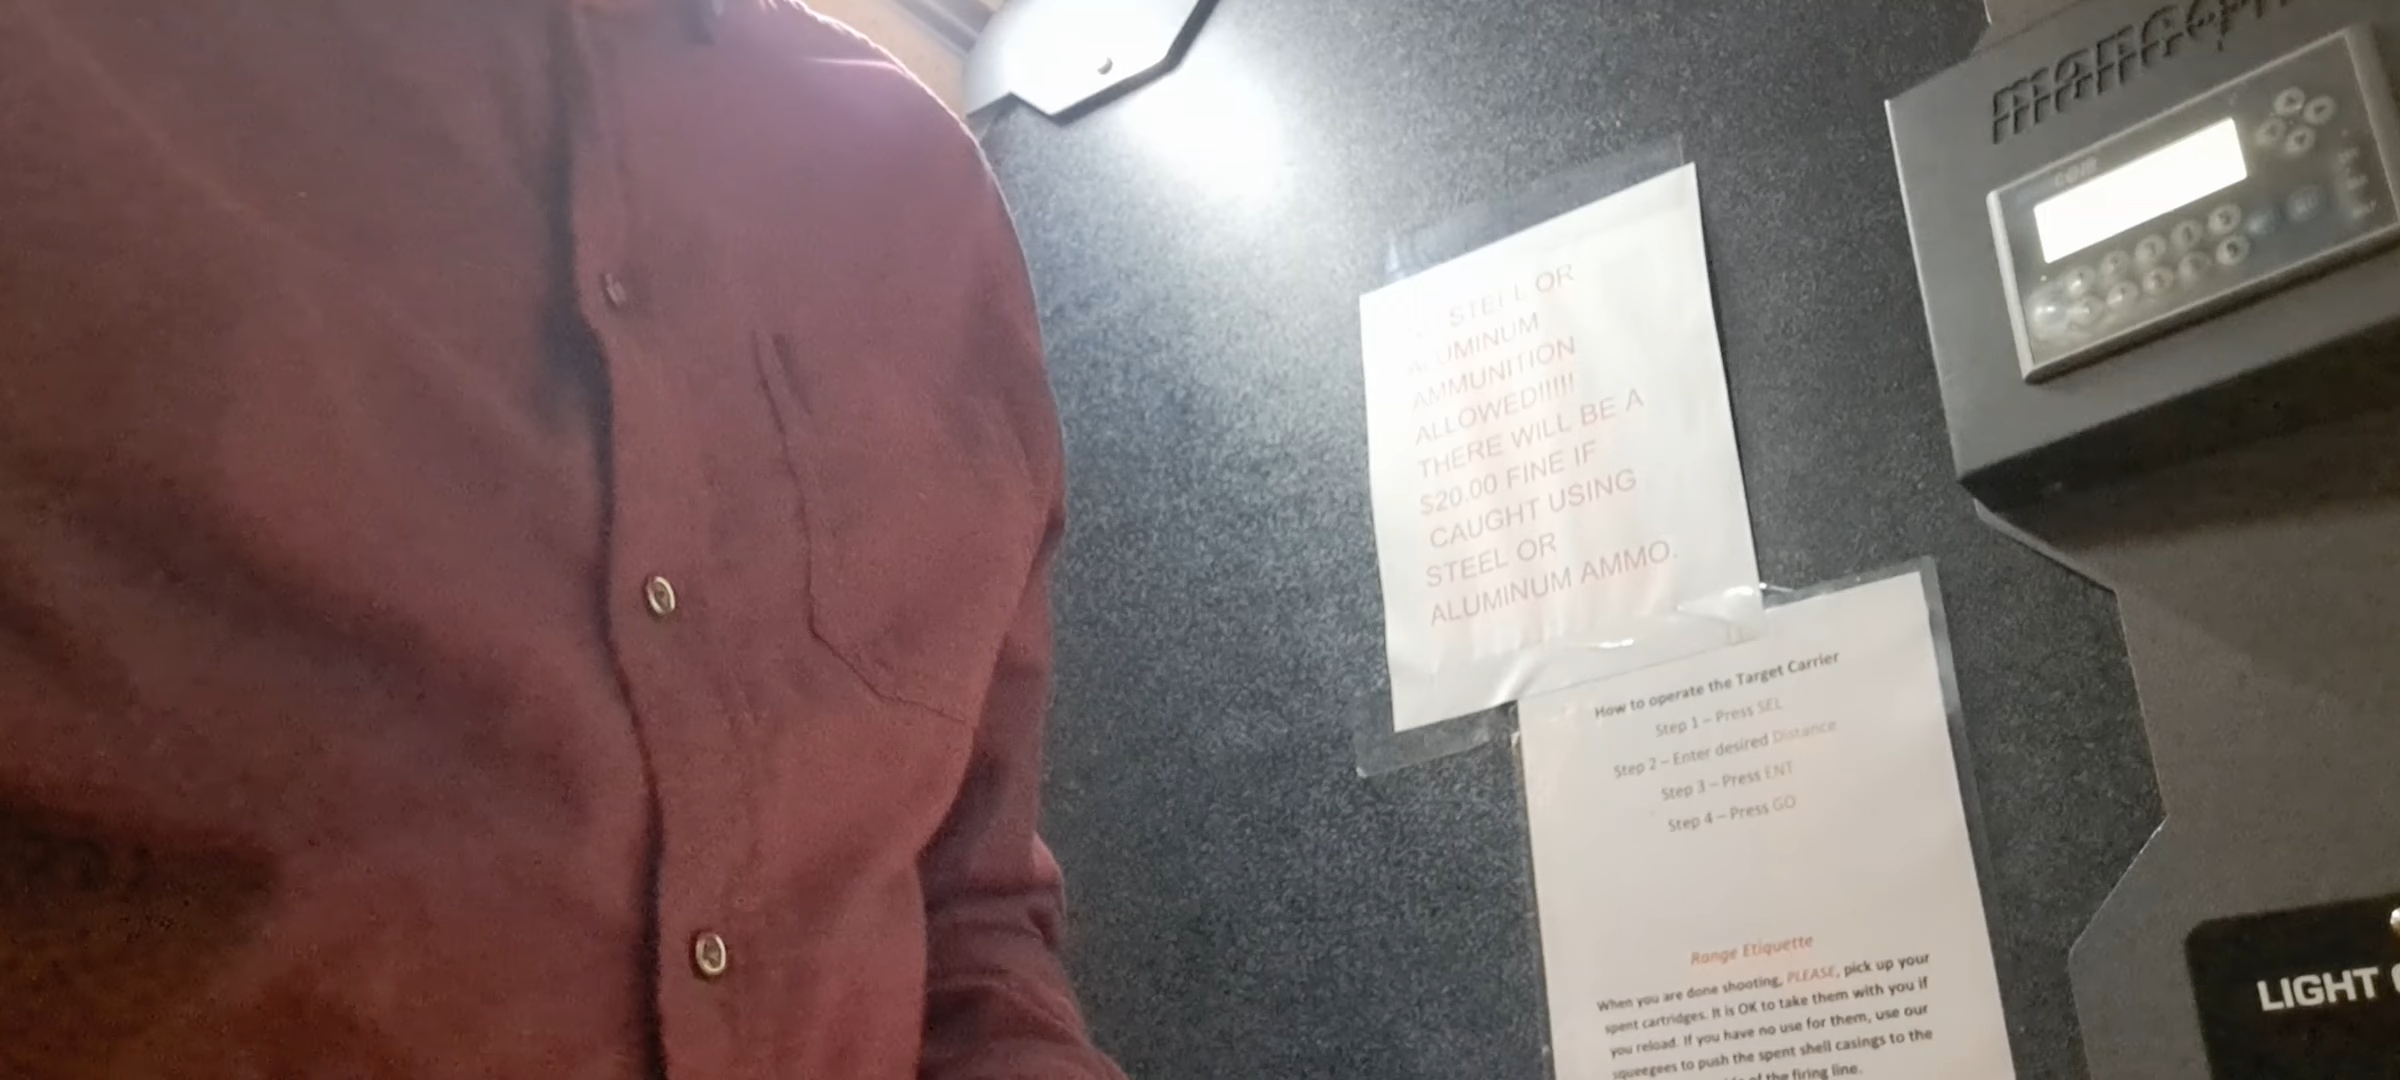 STEEL OR
ALUMINUM
AMMUNITION
ALLOWED!!!!!
THERE WILL BE A
$20.00 FINE IF
CAUGHT USING
STEEL OR
ALUMINUM AMMO.
How to operate the Target Carrier
Step 1 – Press SEL
Step 2 – Enter desired Distance
Step 3 – Press ENT
Step 4 – Press GO
Range Etiquette
When you are done shooting, PLEASE, pick up your
spent cartridges. It is OK to take them with you if
you reload. If you have no use for them, use our
squeegees to push the spent shell casings to the
of the firing line.
LIGHT